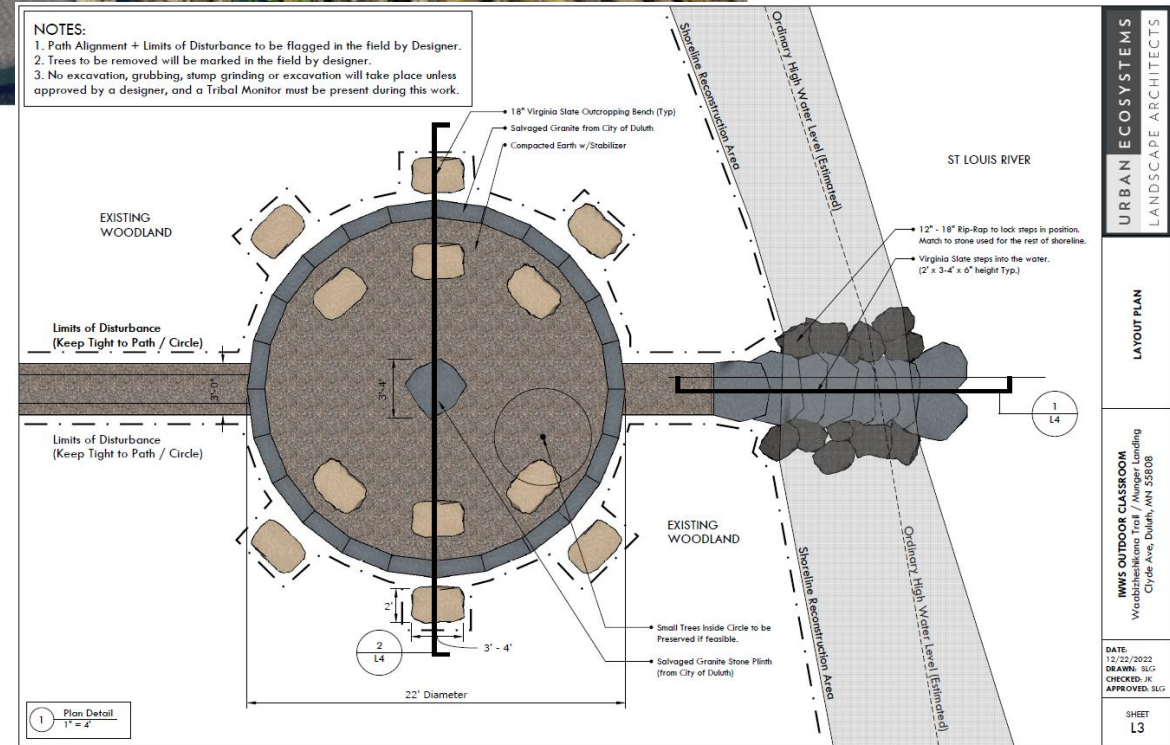 NOTES:
1. Path Alignment + Limits of Disturbance to be flagged in the field by Designer.
2. Trees to be removed will be marked in the field by designer.
3. No excavation, grubbing, stump grinding or excavation will take place unless
approved by a designer, and a Tribal Monitor must be present during this work.
18" Virginia Slate Outcropping Bench (Typ)
Salvaged Granite from City of Duluth
Compacted Earth w/Stabilizer
EXISTING
WOODLAND
Limits of Disturbance
(Keep Tight to Path / Circle)
3'-0"
3'-4"
Limits of Disturbance
(Keep Tight to Path / Circle)
Shoreline Reconstruction Area
Ordinary High Water Level (Estimated)
ST LOUIS RIVER
12" - 18" Rip-Rap to lock steps in position.
Match to stone used for the rest of shoreline.
Virginia Slate steps into the water.
(2' x 3-4' x 6" height Typ.)
1
L4
EXISTING
WOODLAND
Shoreline Reconstruction Area
Ordinary High Water Level (Estimated)
2'
3' - 4'
2
L4
Small Trees Inside Circle to be
Preserved if feasible.
Salvaged Granite Stone Plinth
(from City of Duluth)
22' Diameter
1
Plan Detail
1" = 4'
URBAN ECOSYSTEMS
LANDSCAPE ARCHITECTS
LAYOUT PLAN
IWWS OUTDOOR CLASSROOM
Waabizheshikana Trail / Munger Landing
Clyde Ave, Duluth, MN 55808
DATE:
12/22/2022
DRAWN: SLG
CHECKED: JK
APPROVED: SLG
SHEET
L3